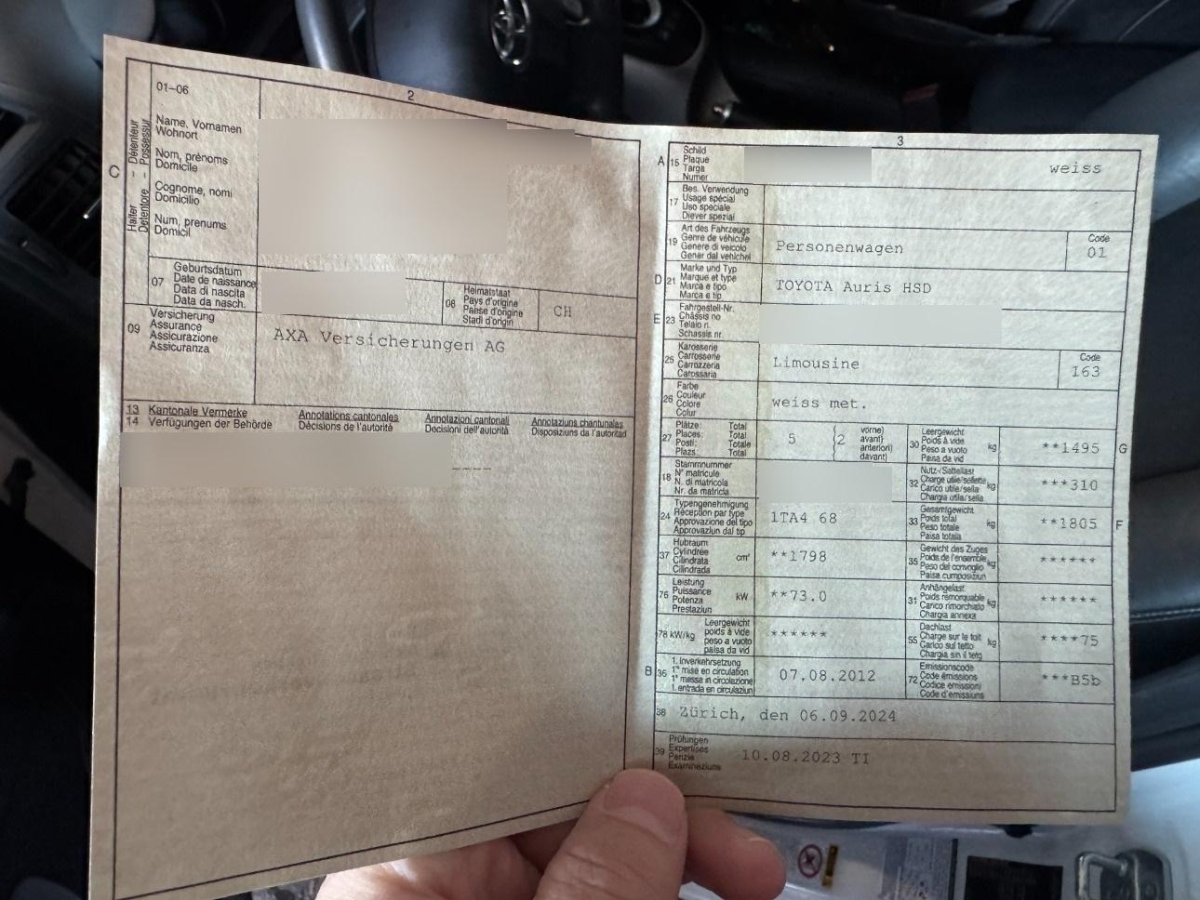 2
01–06
Name, Vornamen
Wohnort
Nom, prénoms
Domicile
Cognome, nomi
Domicilio
Num, prenums
Domicil
C
Halter - Détenteur
Detentore - Possessur
07
Geburtsdatum
Date de naissance
Data di nascita
Data da nasch.
08
Heimatstaat
Pays d'origine
Paese d'origine
Stadi d'origin
CH
09
Versicherung
Assurance
Assicurazione
Assicuranza
AXA Versicherungen AG
13 Kantonale Vermerke Annotations cantonales Annotazioni cantonali Annotaziuns chantunalas
14 Verfügungen der Behörde Décisions de l'autorité Decisioni dell'autorità Disposiziuns da l'autoritad
3
A 15
Schild
Plaque
Targa
Numer
weiss
17
Bes. Verwendung
Usage spécial
Uso speciale
Diever spezial
19
Art des Fahrzeugs
Genre de véhicule
Genere di veicolo
Gener dal vehichel
Personenwagen
Code
01
D 21
Marke und Typ
Marque et type
Marca e tipo
Marca e tip
TOYOTA Auris HSD
E 23
Fahrgestell-Nr.
Châssis no
Telaio n.
Schassis nr.
25
Karosserie
Carrosserie
Carrozzeria
Carossaria
Limousine
Code
163
26
Farbe
Couleur
Colore
Colur
weiss met.
27
Plätze Total
Places Total
Posti Totale
Plazs Total
5 (2
vorne)
avant)
anteriori)
davant)
30
Leergewicht
Poids à vide
Peso a vuoto
Paisa da vid
kg
**1495
G
18
Stammnummer
N° matricule
N. di matricola
Nr. da matricla
32
Nutz-/Sattellast
Charge utile/sellette
Carico utile/sella
Chargia utila/sella
kg
***310
24
Typengenehmigung
Réception par type
Approvazione del tipo
Approvaziun dal tip
1TA4 68
33
Gesamtgewicht
Poids total
Peso totale
Paisa totala
kg
**1805
F
37
Hubraum
Cylindrée
Cilindrata
Cilindrada
cm³
**1798
35
Gewicht des Zuges
Poids de l'ensemble
Peso del convoglio
Paisa cumposiziun
kg
******
76
Leistung
Puissance
Potenza
Prestaziun
kW
**73.0
31
Anhängelast
Poids remorquable
Carico rimorchiato
Chargia annexa
kg
******
78 kW/kg
Leergewicht
poids à vide
peso a vuoto
paisa da vid
******
55
Dachlast
Charge sur le toit
Carico sul tetto
Chargia sin il tetg
kg
****75
B 36
1. Inverkehrsetzung
1re mise en circulation
1a messa in circolazione
1. entrada en circulaziun
07.08.2012
72
Emissionscode
Code émissions
Codice emissioni
Code d'emissiuns
***B5b
38 Zürich, den 06.09.2024
39
Prüfungen
Expertises
Perizie
Examinaziuns
10.08.2023 TI